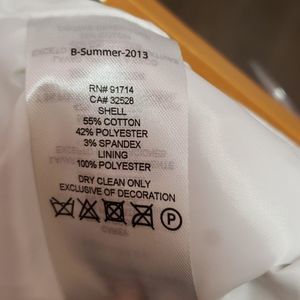 B-Summer-2013
RN# 91714
CA# 32528
SHELL
55% COTTON
42% POLYESTER
3% SPANDEX
LINING
100% POLYESTER
DRY CLEAN ONLY
EXCLUSIVE OF DECORATION
P